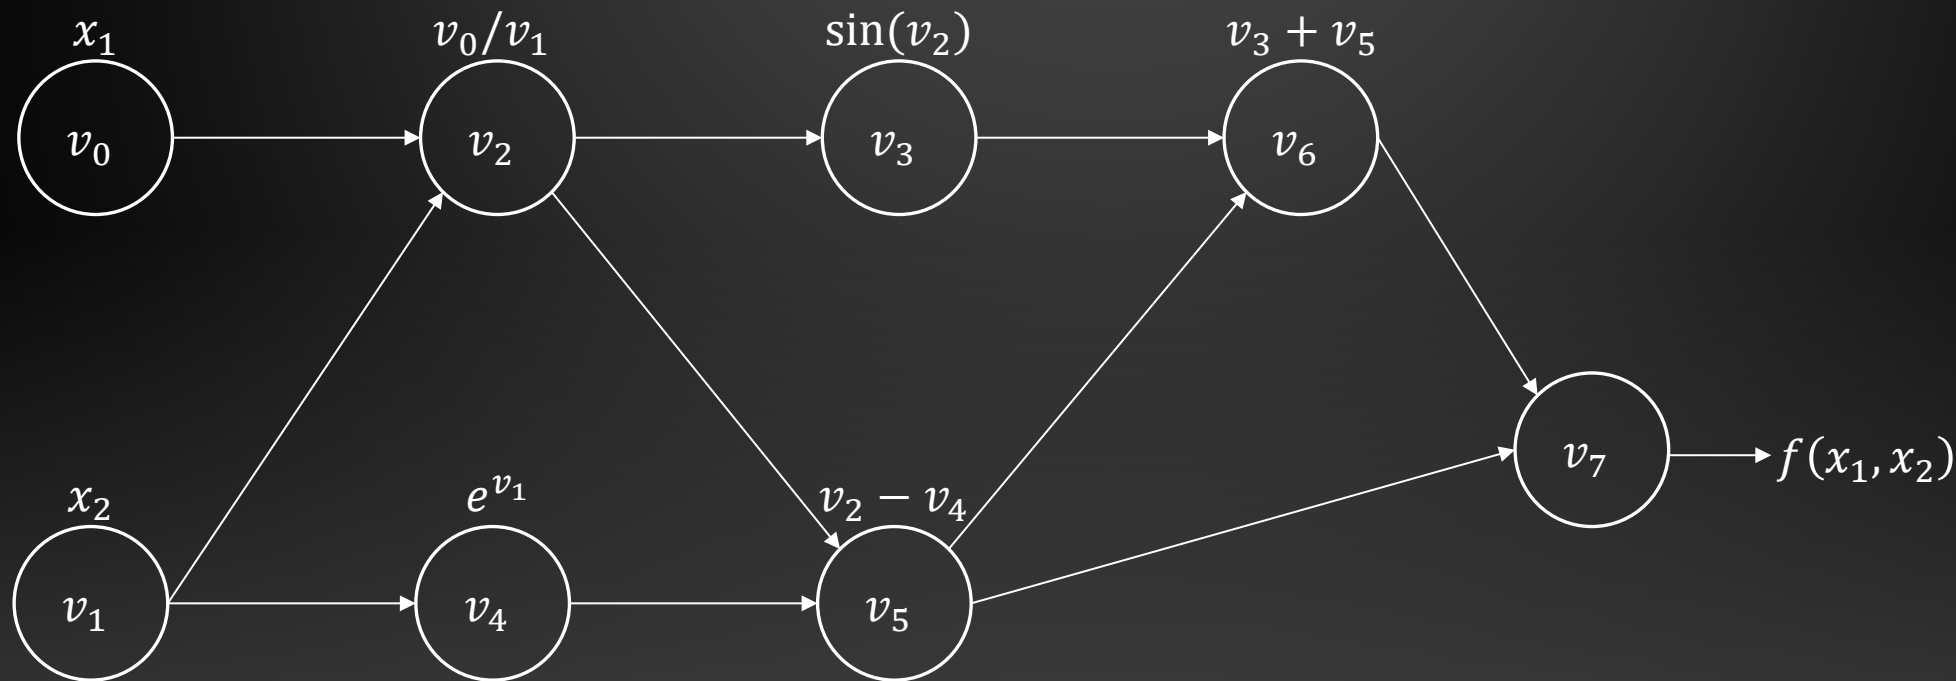 x₁
v₀/v₁
sin(v₂)
v₃ + v₅
v₀
v₂
v₃
v₆
v₇
f(x₁, x₂)
x₂
e^{v₁}
v₂ − v₄
v₁
v₄
v₅